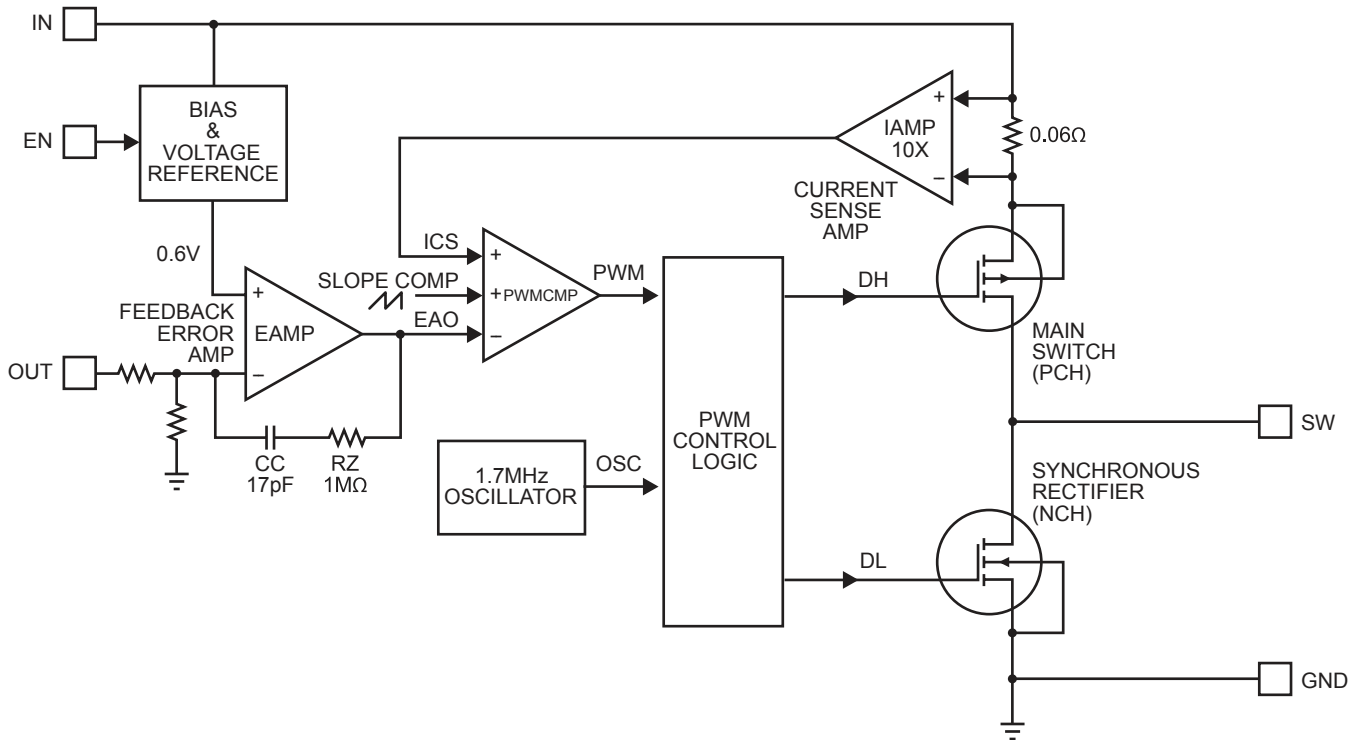 IN
BIAS
&
VOLTAGE
REFERENCE
EN
+
IAMP
10X
–
0.06Ω
CURRENT
SENSE
AMP
0.6V
ICS
+
SLOPE COMP
+PWMCMP
EAO
–
PWM
DH
MAIN
SWITCH
(PCH)
FEEDBACK
ERROR
AMP
+
EAMP
–
OUT
CC
17pF
RZ
1MΩ
1.7MHz
OSCILLATOR
OSC
PWM
CONTROL
LOGIC
SW
SYNCHRONOUS
RECTIFIER
(NCH)
DL
GND